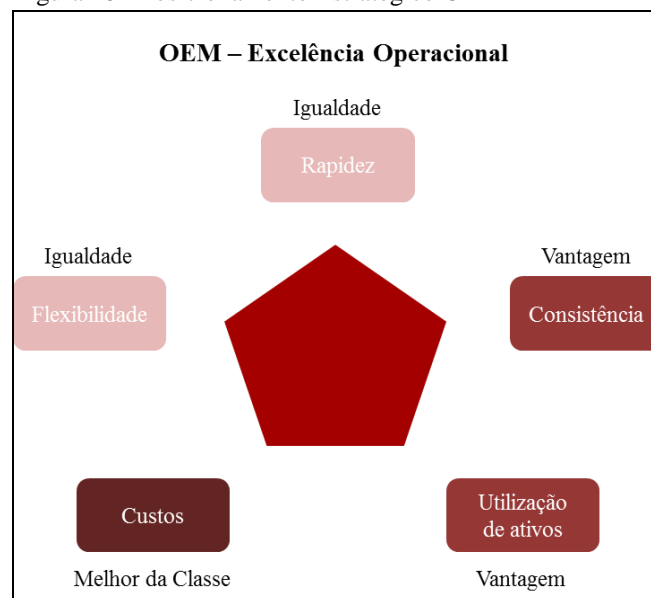 OEM – Excelência Operacional
Igualdade
Rapidez
Igualdade
Flexibilidade
Vantagem
Consistência
Custos
Melhor da Classe
Utilização
de ativos
Vantagem